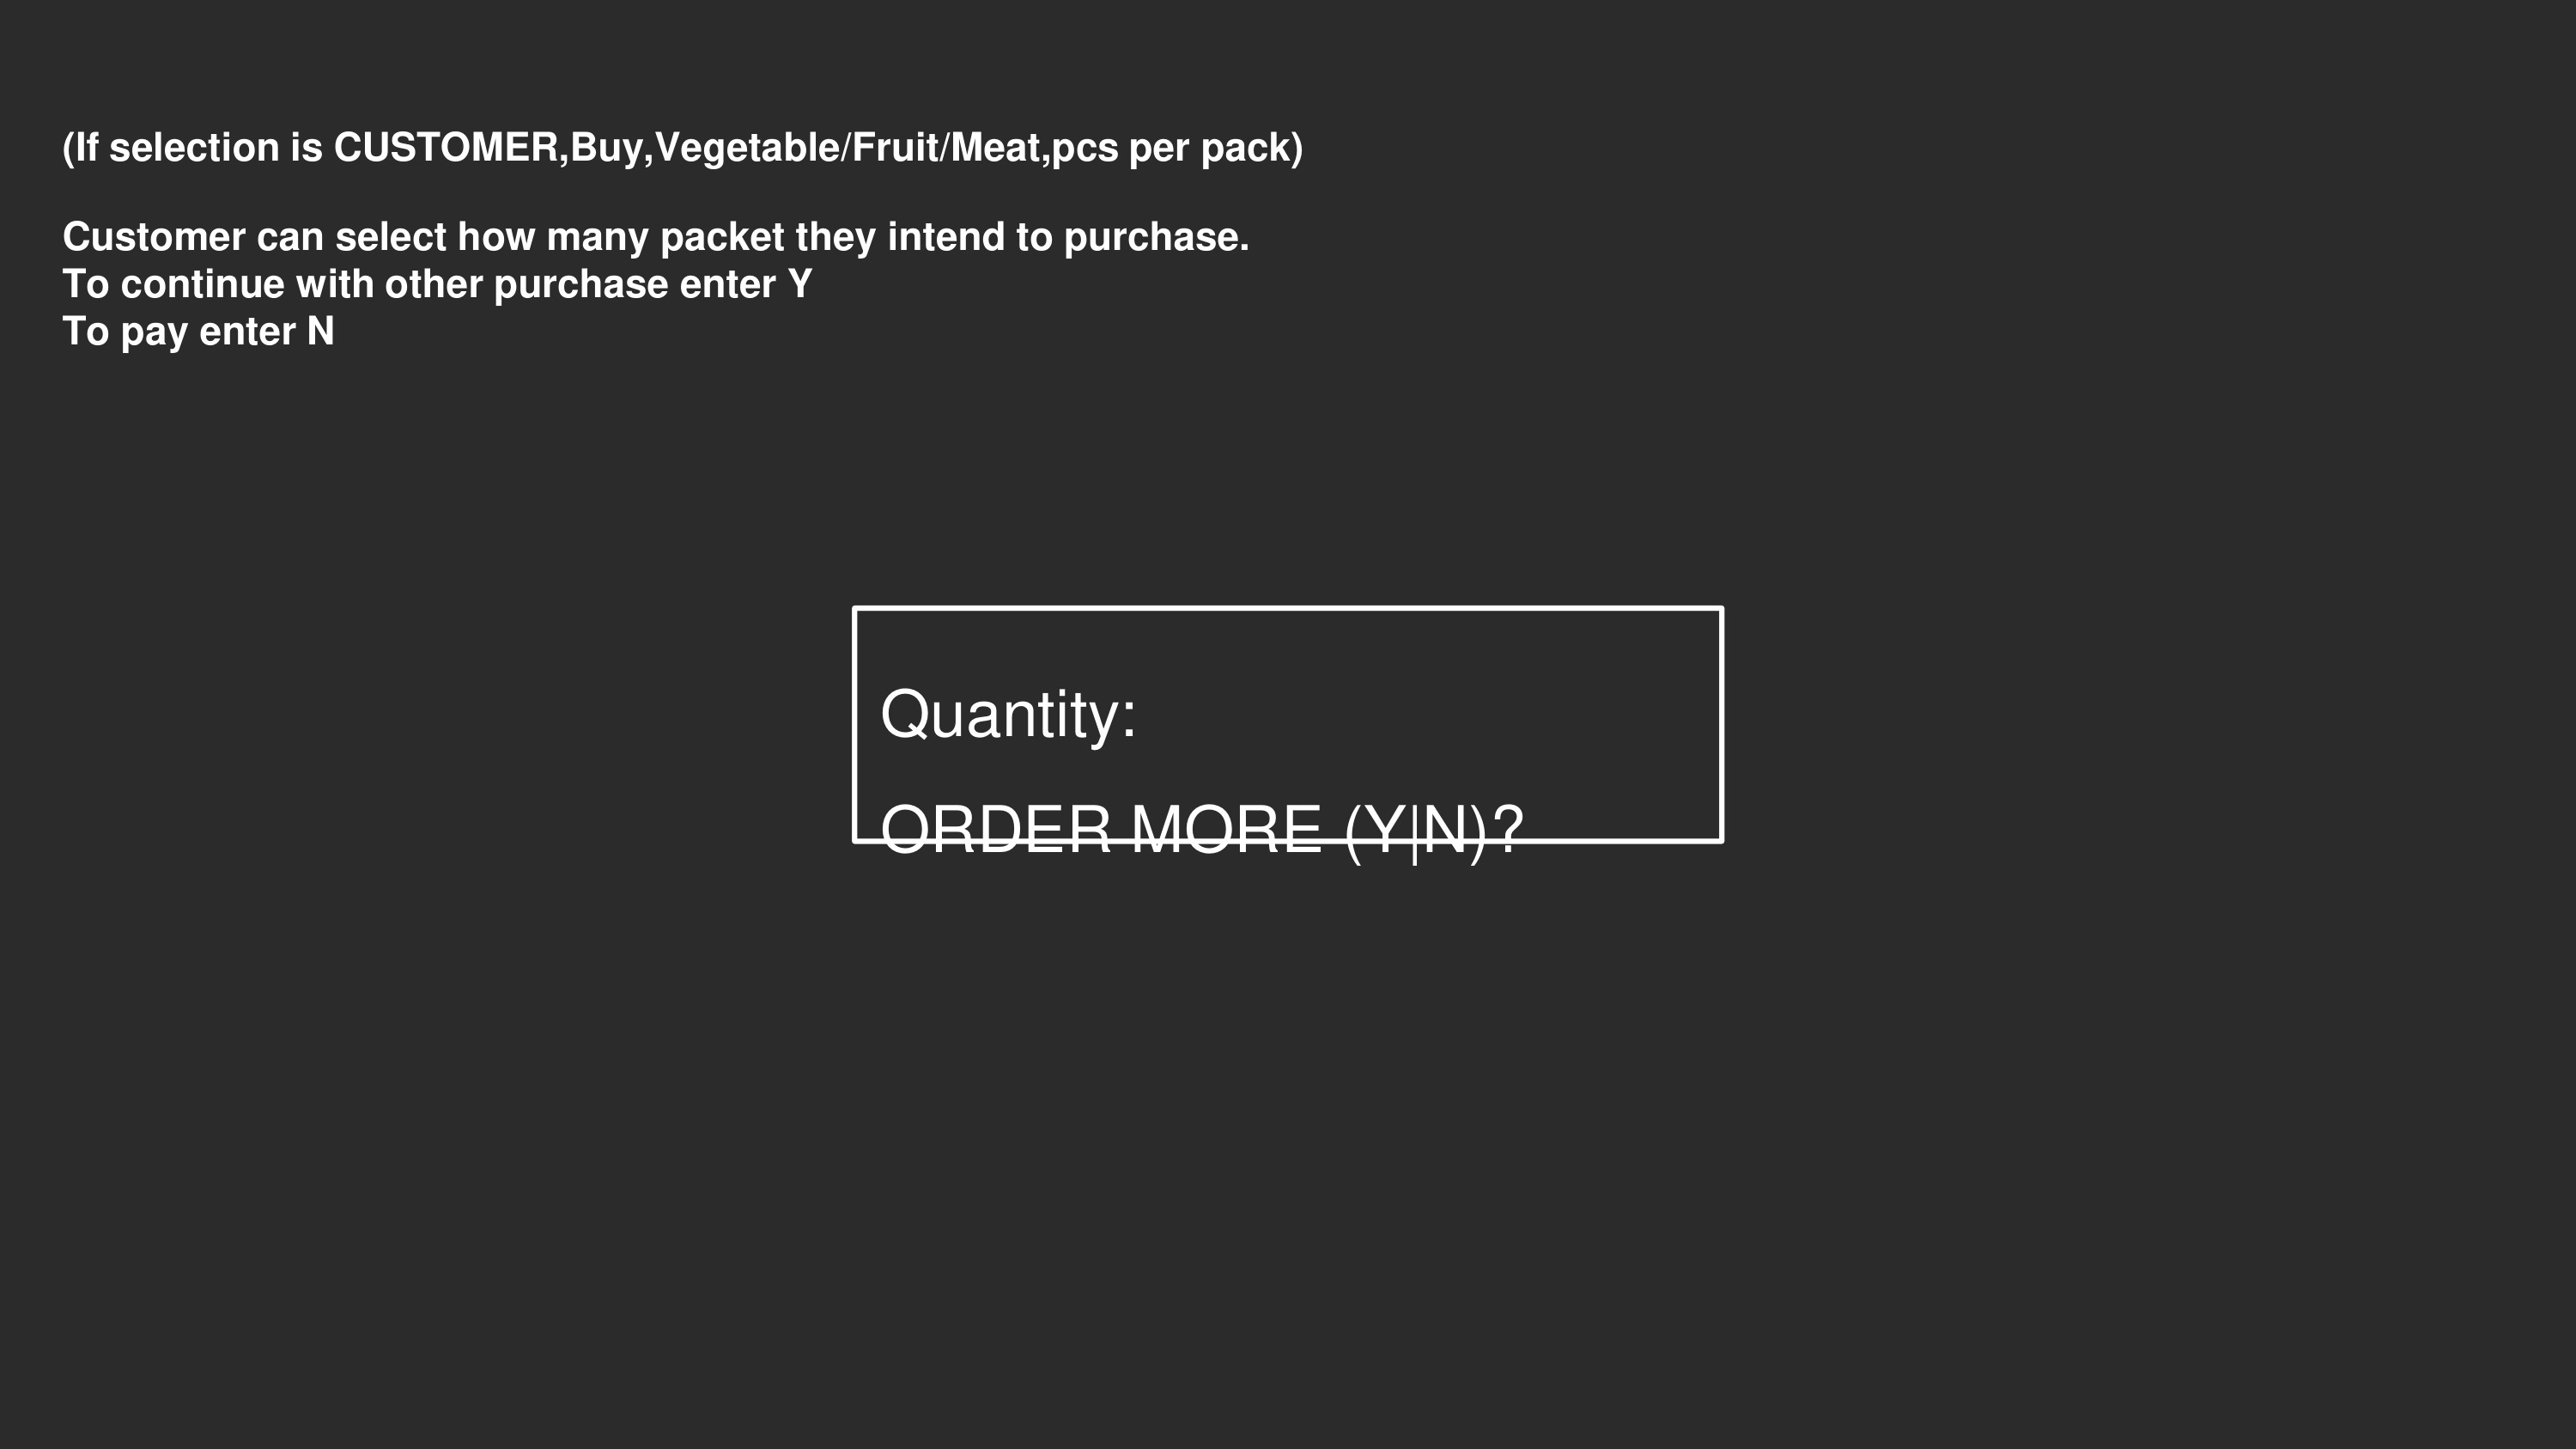 (If selection is CUSTOMER,Buy,Vegetable/Fruit/Meat,pcs per pack)
Customer can select how many packet they intend to purchase.
To continue with other purchase enter Y
To pay enter N
Quantity:
ORDER MORE (Y|N)?